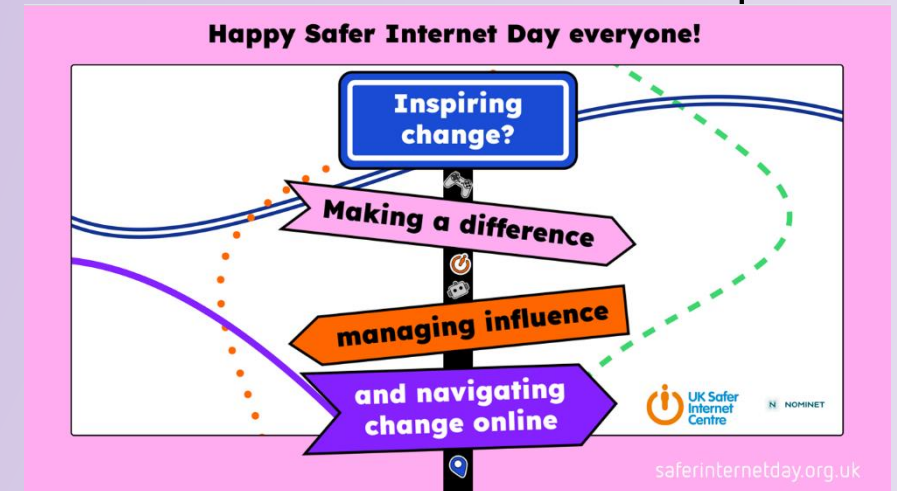 Happy Safer Internet Day everyone!
Inspiring
change?
Making a difference
managing influence
and navigating
change online
UK Safer
Internet
Centre
N NOMINET
saferinternetday.org.uk